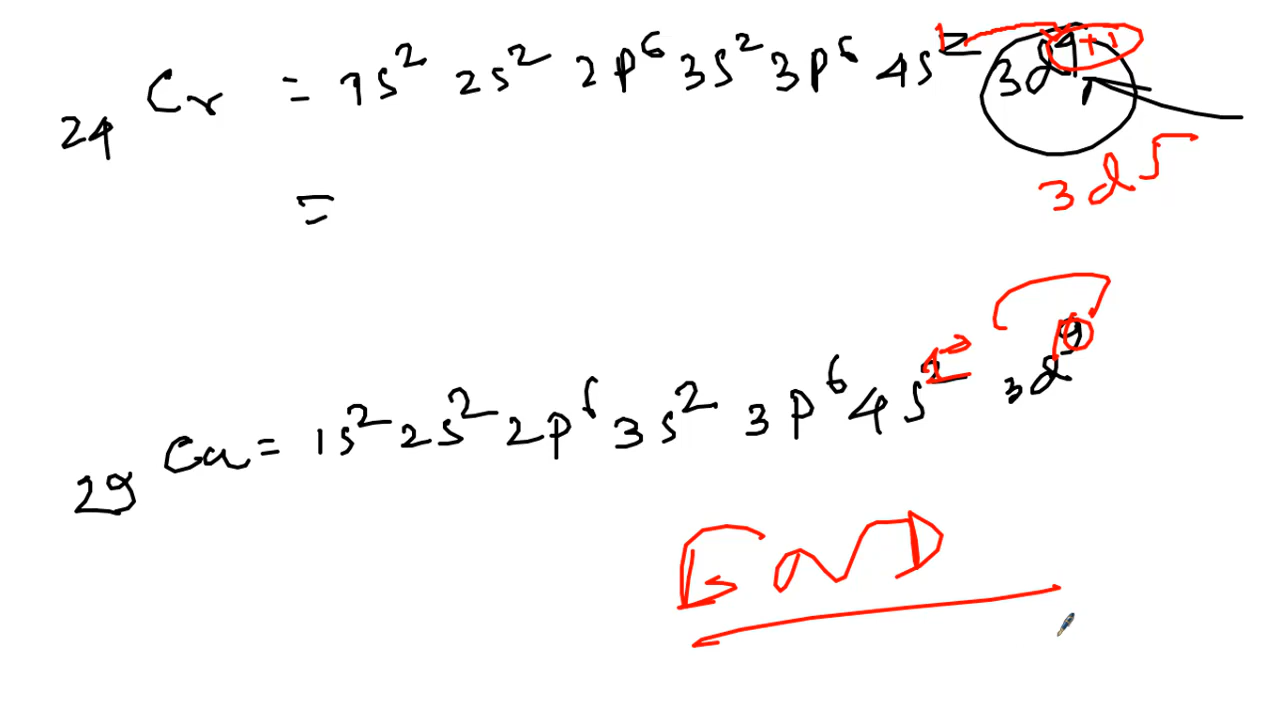 24 Cr = 1s² 2s² 2p⁶ 3s² 3p⁶ 4s² 3d⁴ +1
= 3d5
29 Cu = 1s² 2s² 2p⁶ 3s² 3p⁶ 4s² 3d⁹
END